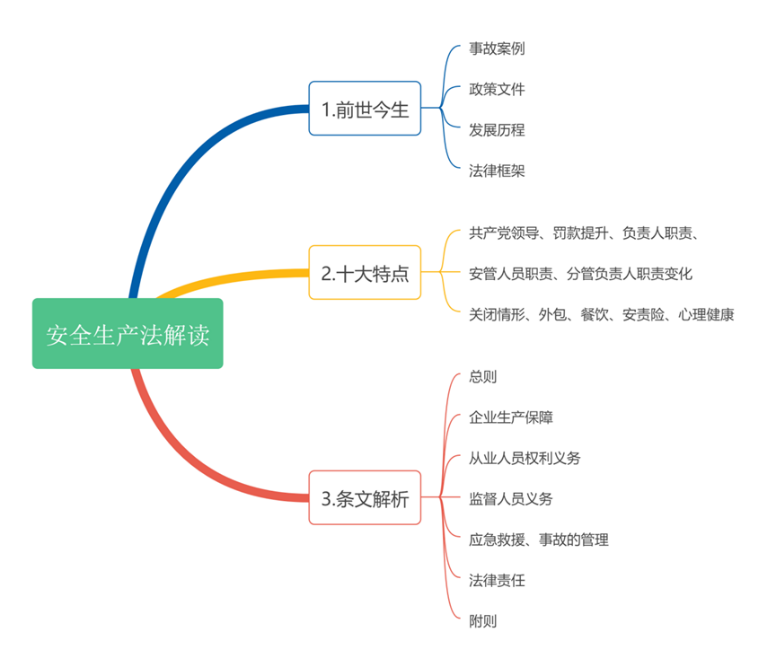 安全生产法解读
1.前世今生
事故案例
政策文件
发展历程
法律框架
2.十大特点
共产党领导、罚款提升、负责人职责、
安管人员职责、分管负责人职责变化
关闭情形、外包、餐饮、安责险、心理健康
3.条文解析
总则
企业生产保障
从业人员权利义务
监督人员义务
应急救援、事故的管理
法律责任
附则